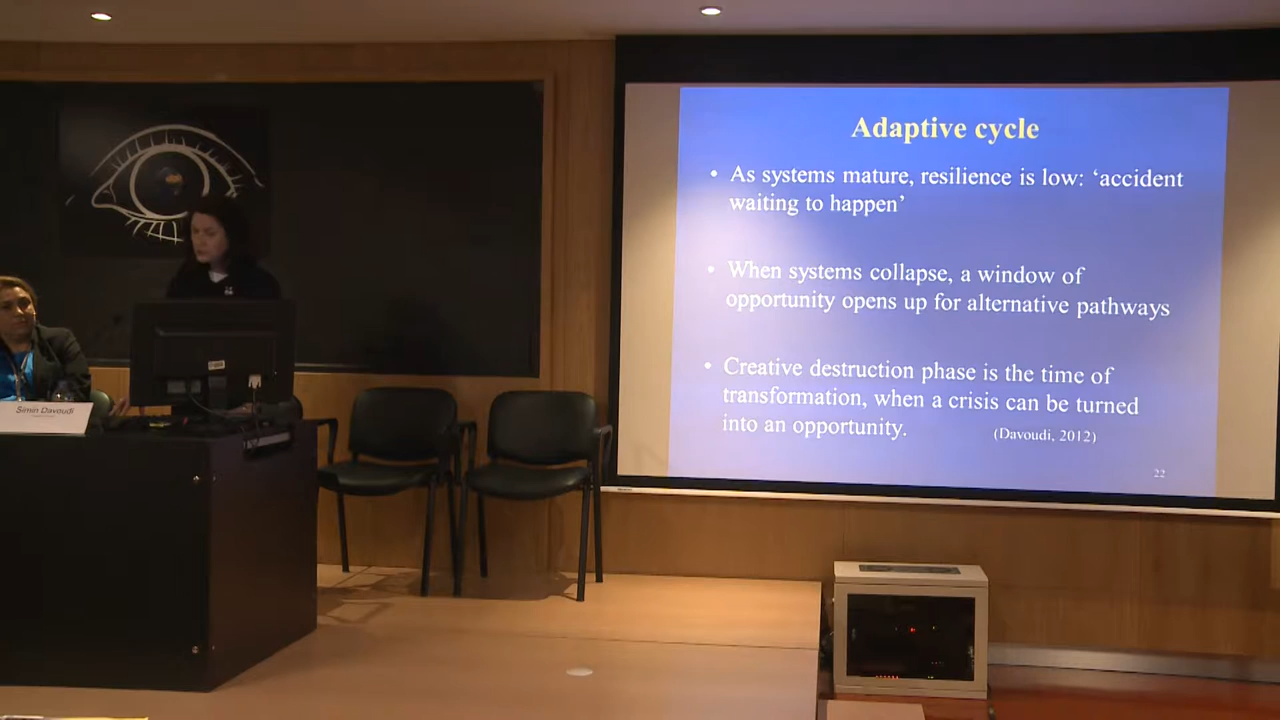 Adaptive cycle
• As systems mature, resilience is low: ‘accident
waiting to happen’
• When systems collapse, a window of
opportunity opens up for alternative pathways
• Creative destruction phase is the time of
transformation, when a crisis can be turned
into an opportunity.
(Davoudi, 2012)
22
Simin Davoudi